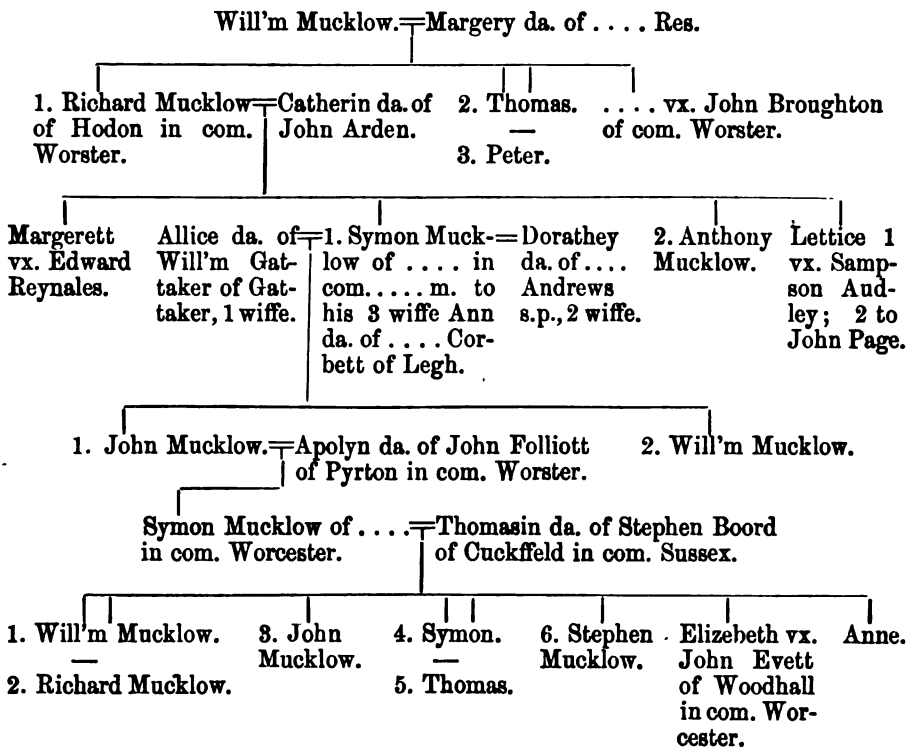 Will'm Mucklow.=Margery da. of . . . . Res.
1. Richard Mucklow=Catherin da. of
of Hodon in com. John Arden.
Worster.
2. Thomas.
—
3. Peter.
. . . . vx. John Broughton
of com. Worster.
Margerett
vx. Edward
Reynales.
Allice da. of=
Will'm Gat-
taker of Gat-
taker, 1 wiffe.
1. Symon Muck-=
low of . . . . in
com. . . . . m. to
his 3 wiffe Ann
da. of . . . . Cor-
bett of Legh.
Dorathey
da. of . . . .
Andrews
s.p., 2 wiffe.
2. Anthony
Mucklow.
Lettice 1
vx. Samp-
son Aud-
ley; 2 to
John Page.
1. John Mucklow.=Apolyn da. of John Folliott
of Pyrton in com. Worster.
2. Will'm Mucklow.
Symon Mucklow of . . . .=Thomasin da. of Stephen Boord
in com. Worcester. of Cuckffeld in com. Sussex.
1. Will'm Mucklow.
—
2. Richard Mucklow.
3. John
Mucklow.
4. Symon.
—
5. Thomas.
6. Stephen
Mucklow.
Elizebeth vx.
John Evett
of Woodhall
in com. Wor-
cester.
Anne.